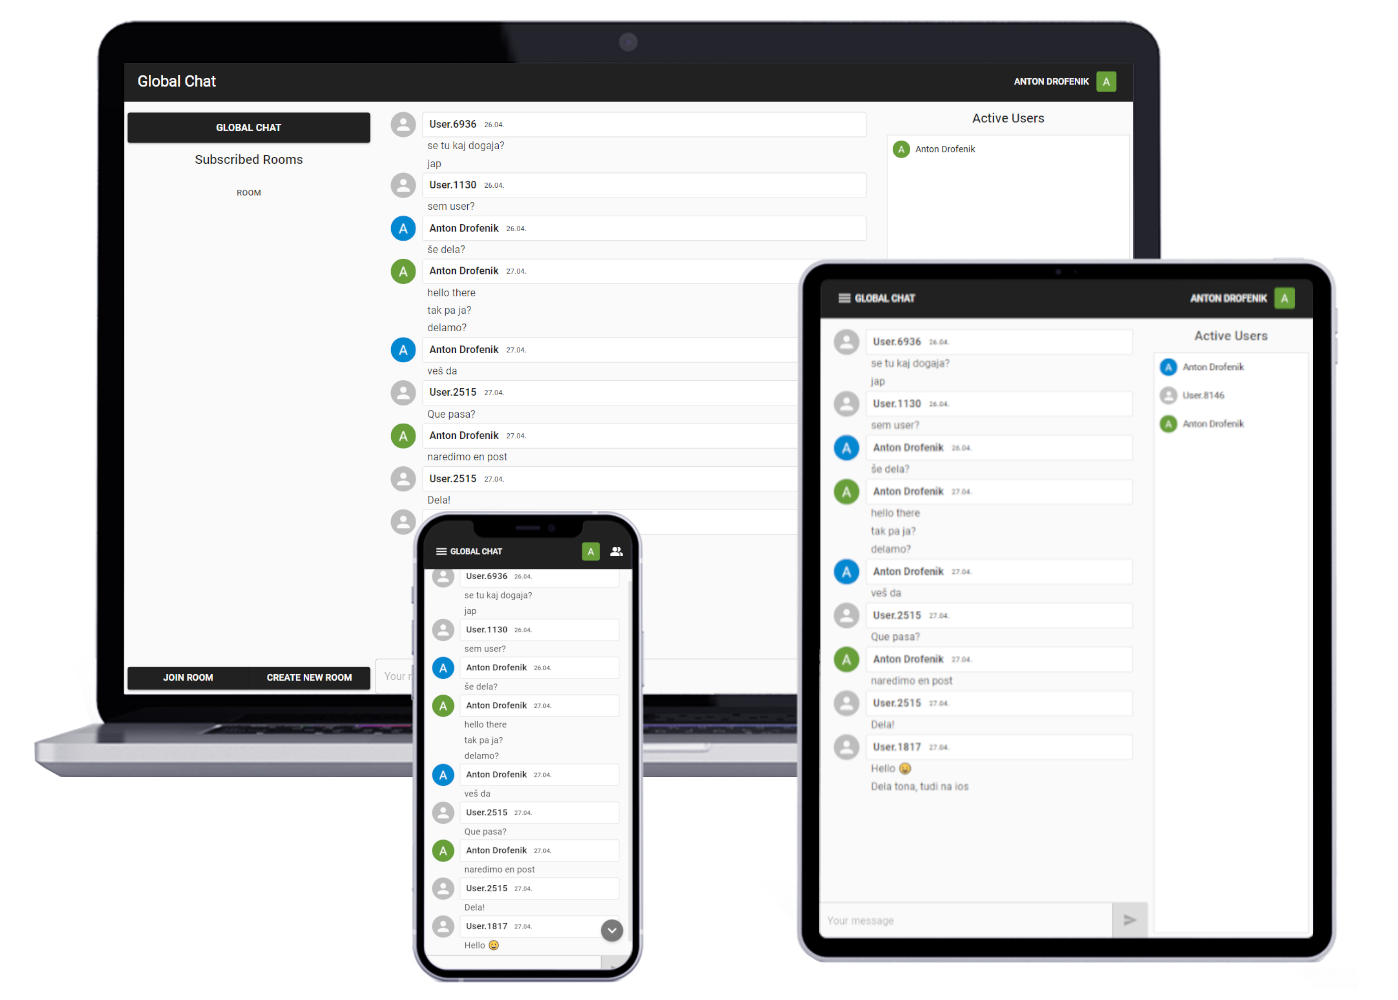 Global Chat
ANTON DROFENIK A
GLOBAL CHAT
Subscribed Rooms
ROOM
JOIN ROOM
CREATE NEW ROOM
User.6936 26.04.
se tu kaj dogaja?
jap
User.1130 26.04.
sem user?
A Anton Drofenik 26.04.
še dela?
A Anton Drofenik 27.04.
hello there
tak pa ja?
delamo?
A Anton Drofenik 27.04.
veš da
User.2515 27.04.
Que pasa?
A Anton Drofenik 27.04.
naredimo en post
User.2515 27.04.
Dela!
Your
Active Users
A Anton Drofenik
GLOBAL CHAT A
User.6936 26.04.
se tu kaj dogaja?
jap
User.1130 26.04.
sem user?
A Anton Drofenik 26.04.
še dela?
A Anton Drofenik 27.04.
hello there
tak pa ja?
delamo?
A Anton Drofenik 27.04.
veš da
User.2515 27.04.
Que pasa?
A Anton Drofenik 27.04.
naredimo en post
User.2515 27.04.
Dela!
User.1817 27.04.
Hello 😀
GLOBAL CHAT
ANTON DROFENIK A
User.6936 26.04.
se tu kaj dogaja?
jap
User.1130 26.04.
sem user?
A Anton Drofenik 26.04.
še dela?
A Anton Drofenik 27.04.
hello there
tak pa ja?
delamo?
A Anton Drofenik 27.04.
veš da
User.2515 27.04.
Que pasa?
A Anton Drofenik 27.04.
naredimo en post
User.2515 27.04.
Dela!
User.1817 27.04.
Hello 😀
Dela tona, tudi na ios
Your message
Active Users
A Anton Drofenik
User.8146
A Anton Drofenik